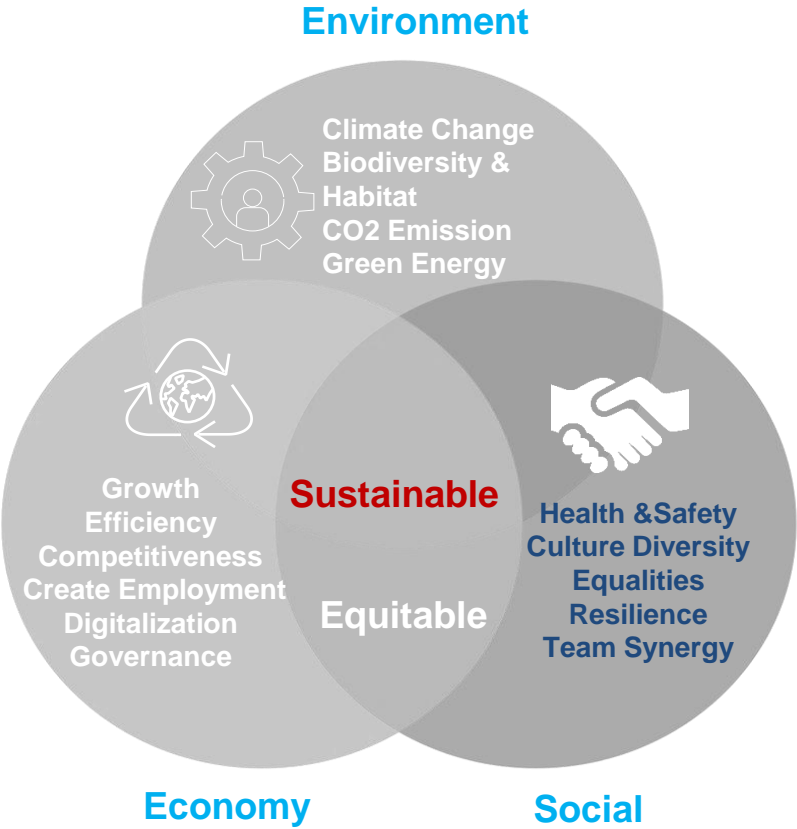 Environment
Climate Change
Biodiversity &
Habitat
CO2 Emission
Green Energy
Growth
Efficiency
Competitiveness
Create Employment
Digitalization
Governance
Sustainable
Equitable
Health &Safety
Culture Diversity
Equalities
Resilience
Team Synergy
Economy
Social